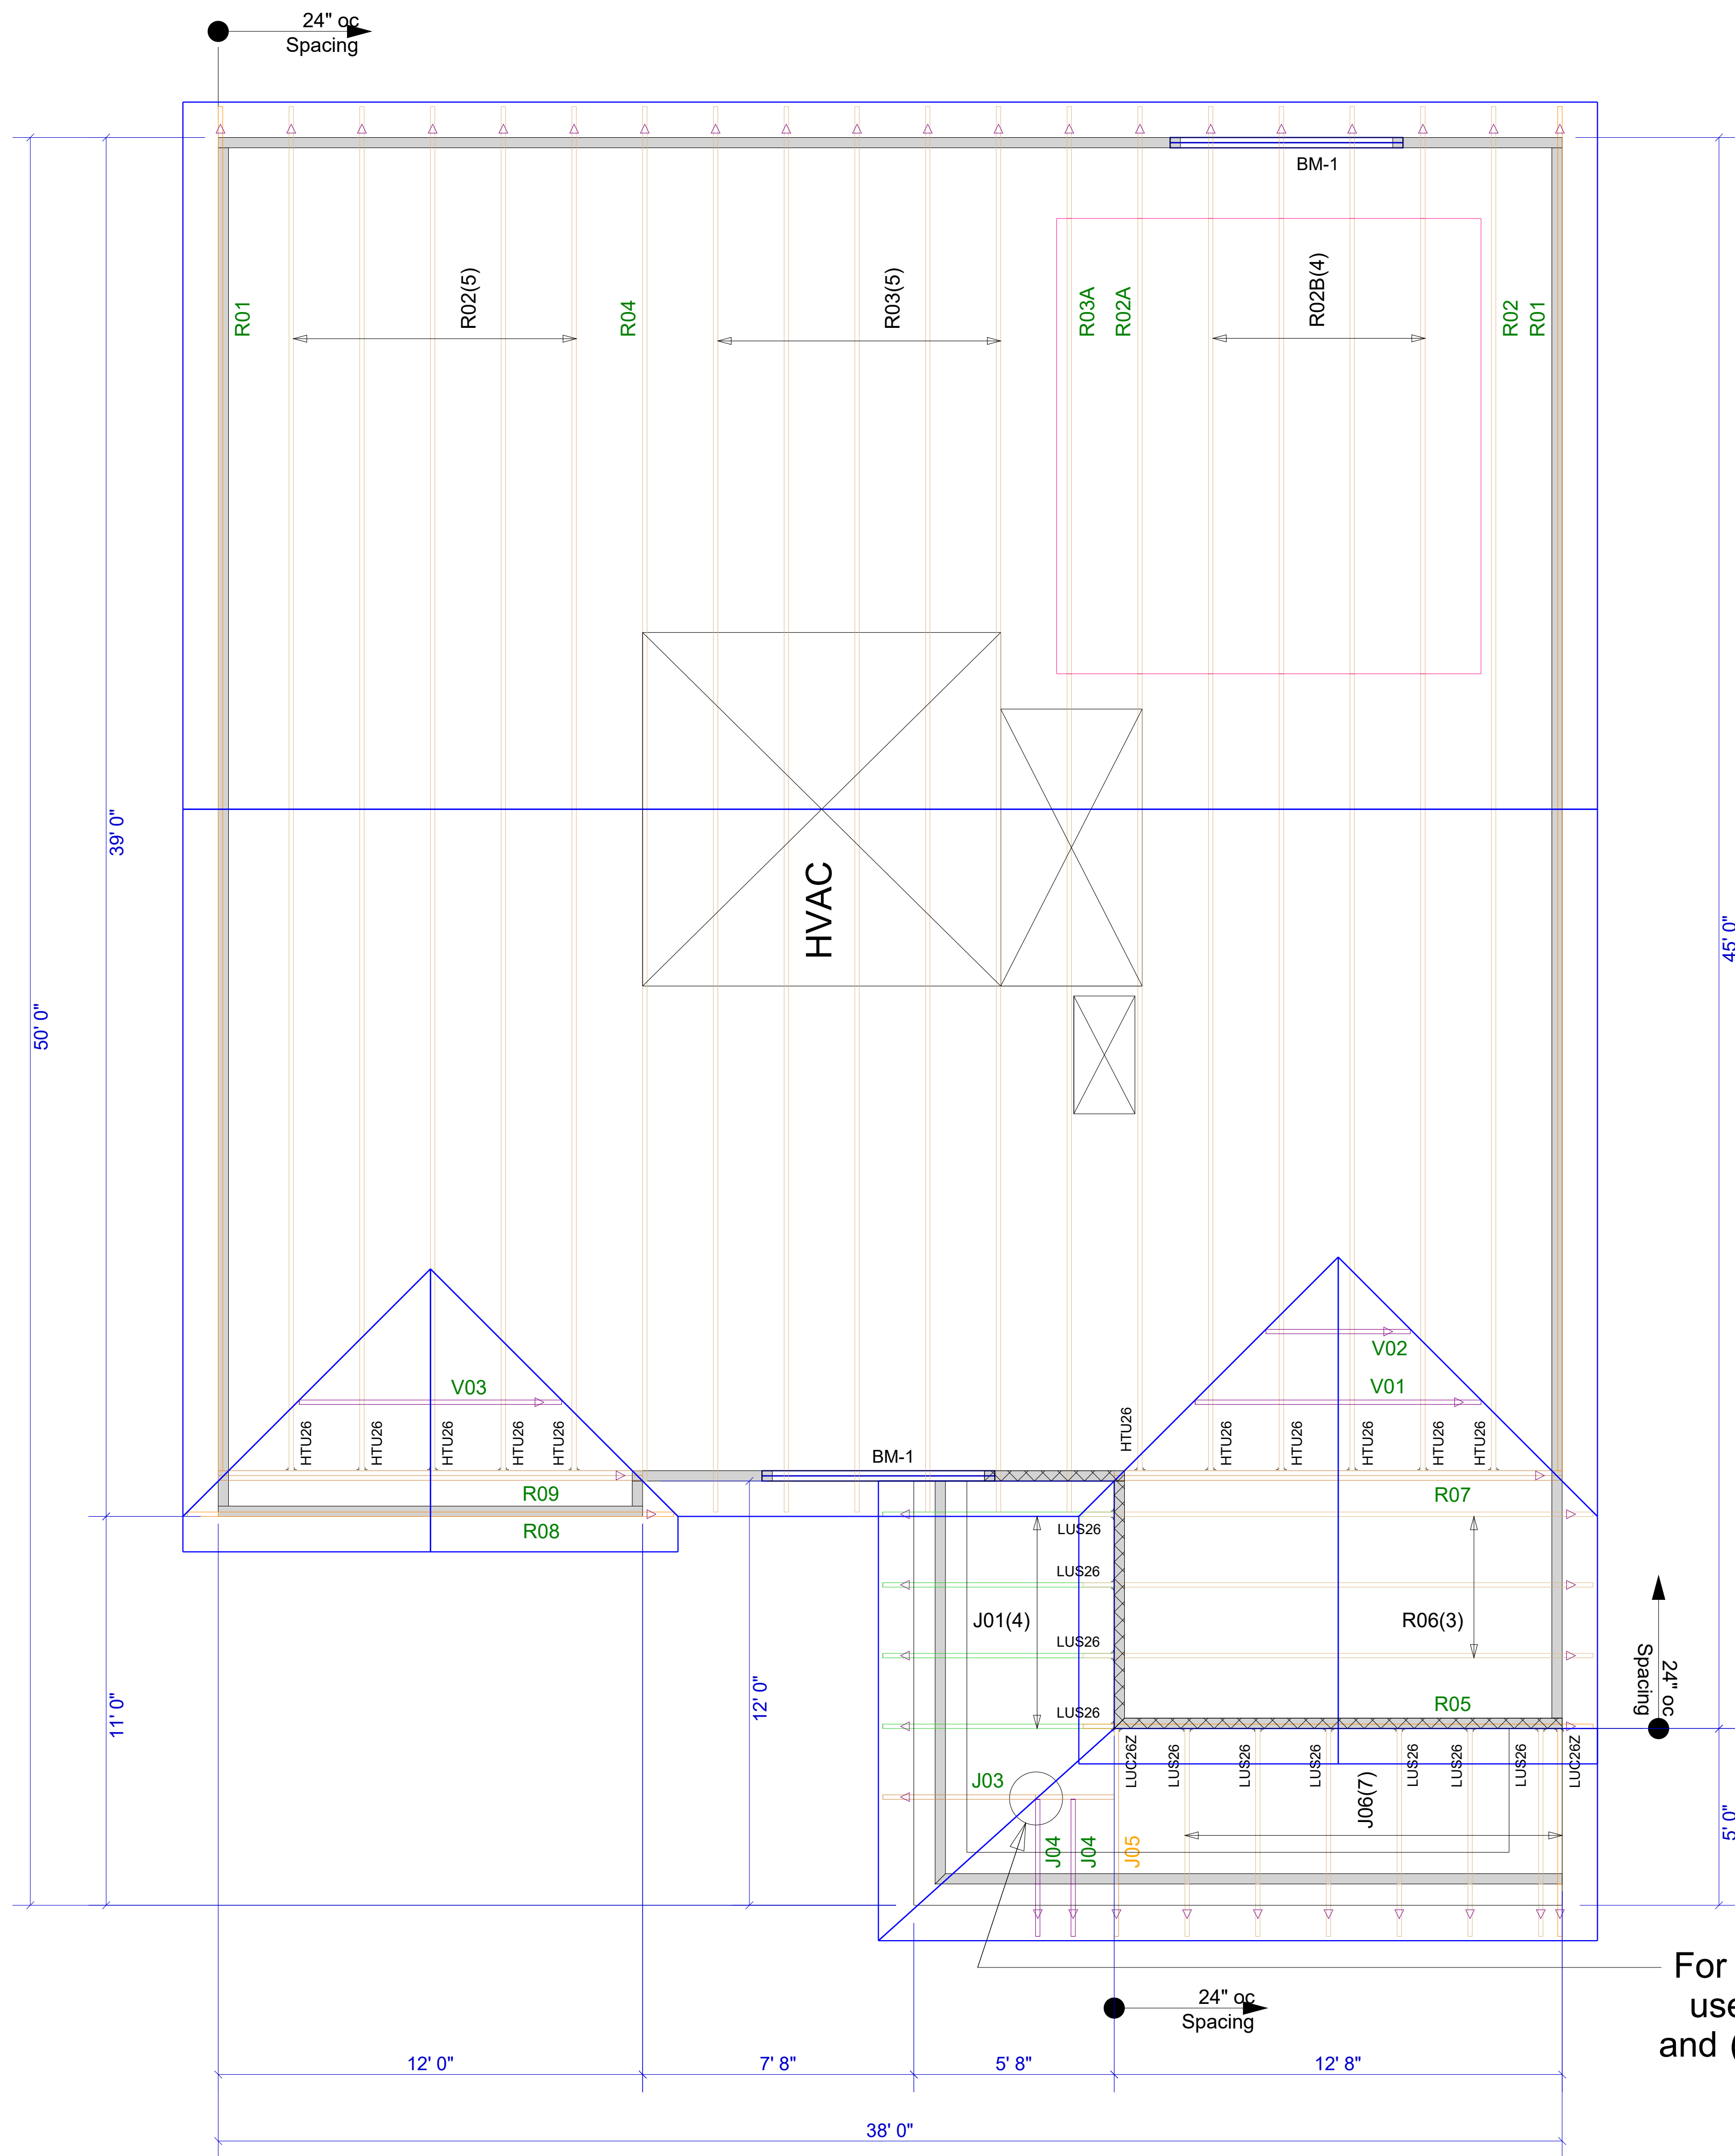 24" oc
Spacing
BM-1
R01
R02(5)
R04
R03(5)
R03A
R02A
R02B(4)
R02
R01
39' 0"
50' 0"
45' 0"
HVAC
V02
V01
V03
HTU26
HTU26
HTU26
HTU26
HTU26
HTU26
HTU26
HTU26
HTU26
HTU26
HTU26
BM-1
R09
R08
R07
LUS26
LUS26
LUS26
LUS26
J01(4)
R06(3)
R05
24" oc
Spacing
12' 0"
11' 0"
5' 0"
LUC26Z
LUS26
LUS26
LUS26
LUS26
LUS26
LUS26
LUC26Z
J03
J04
J04
J05
J06(7)
For
use
and (
24" oc
Spacing
12' 0"
7' 8"
5' 8"
12' 8"
38' 0"